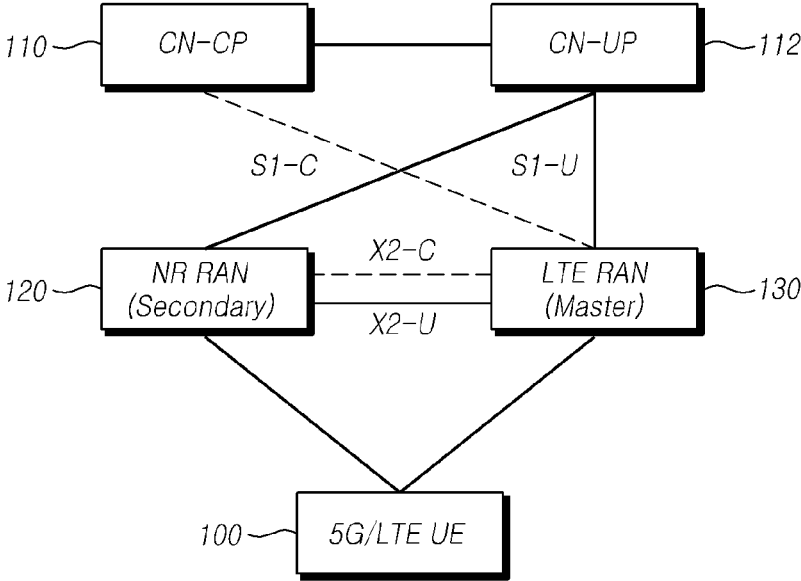 110
CN-CP
CN-UP
112
S1-C
S1-U
120
NR RAN
(Secondary)
X2-C
X2-U
LTE RAN
(Master)
130
100
5G/LTE UE